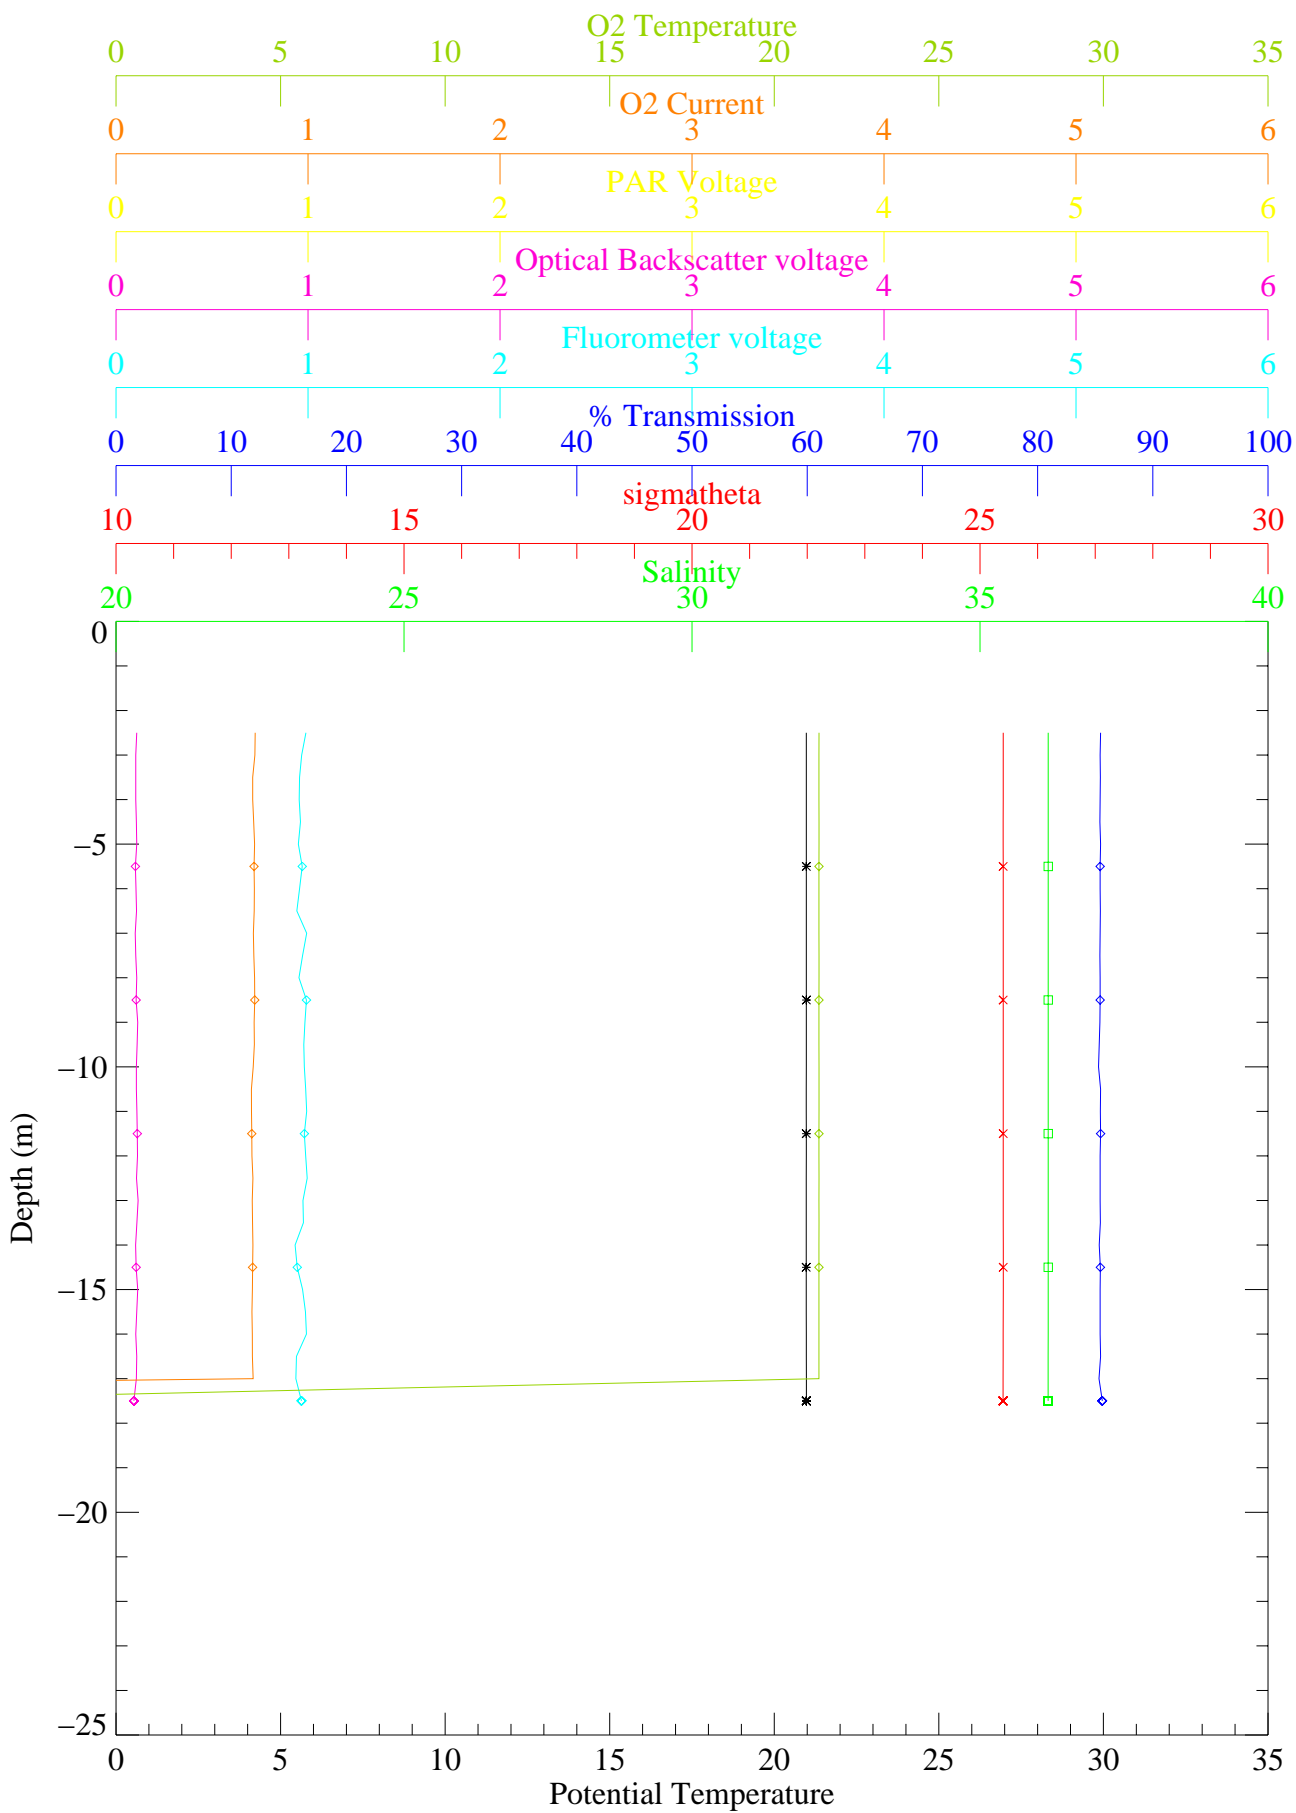 O2 Temperature
0 5 10 15 20 25 30 35
O2 Current
0 1 2 3 4 5 6
PAR Voltage
0 1 2 3 4 5 6
Optical Backscatter voltage
0 1 2 3 4 5 6
Fluorometer voltage
0 1 2 3 4 5 6
% Transmission
0 10 20 30 40 50 60 70 80 90 100
sigmatheta
10 15 20 25 30
Salinity
20 25 30 35 40
0
−5
−10
Depth (m)
−15
−20
−25
0 5 10 15 20 25 30 35
Potential Temperature